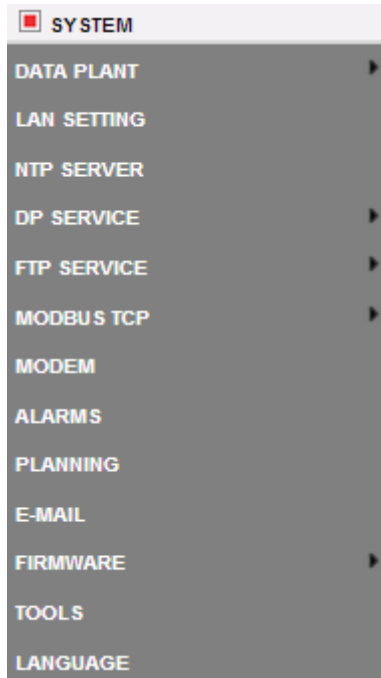 SYSTEM
DATA PLANT
LAN SETTING
NTP SERVER
DP SERVICE
FTP SERVICE
MODBUS TCP
MODEM
ALARMS
PLANNING
E-MAIL
FIRMWARE
TOOLS
LANGUAGE